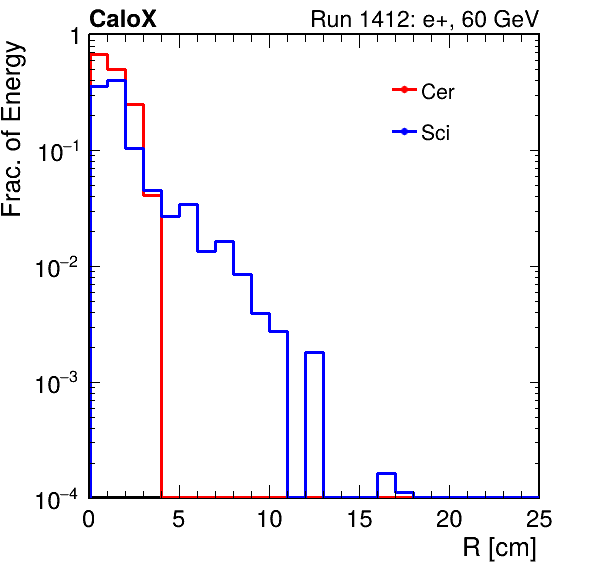 CaloX Run 1412: e+, 60 GeV
Frac. of Energy
1
10⁻¹
10⁻²
10⁻³
10⁻⁴
Cer
Sci
0 5 10 15 20 25
R [cm]